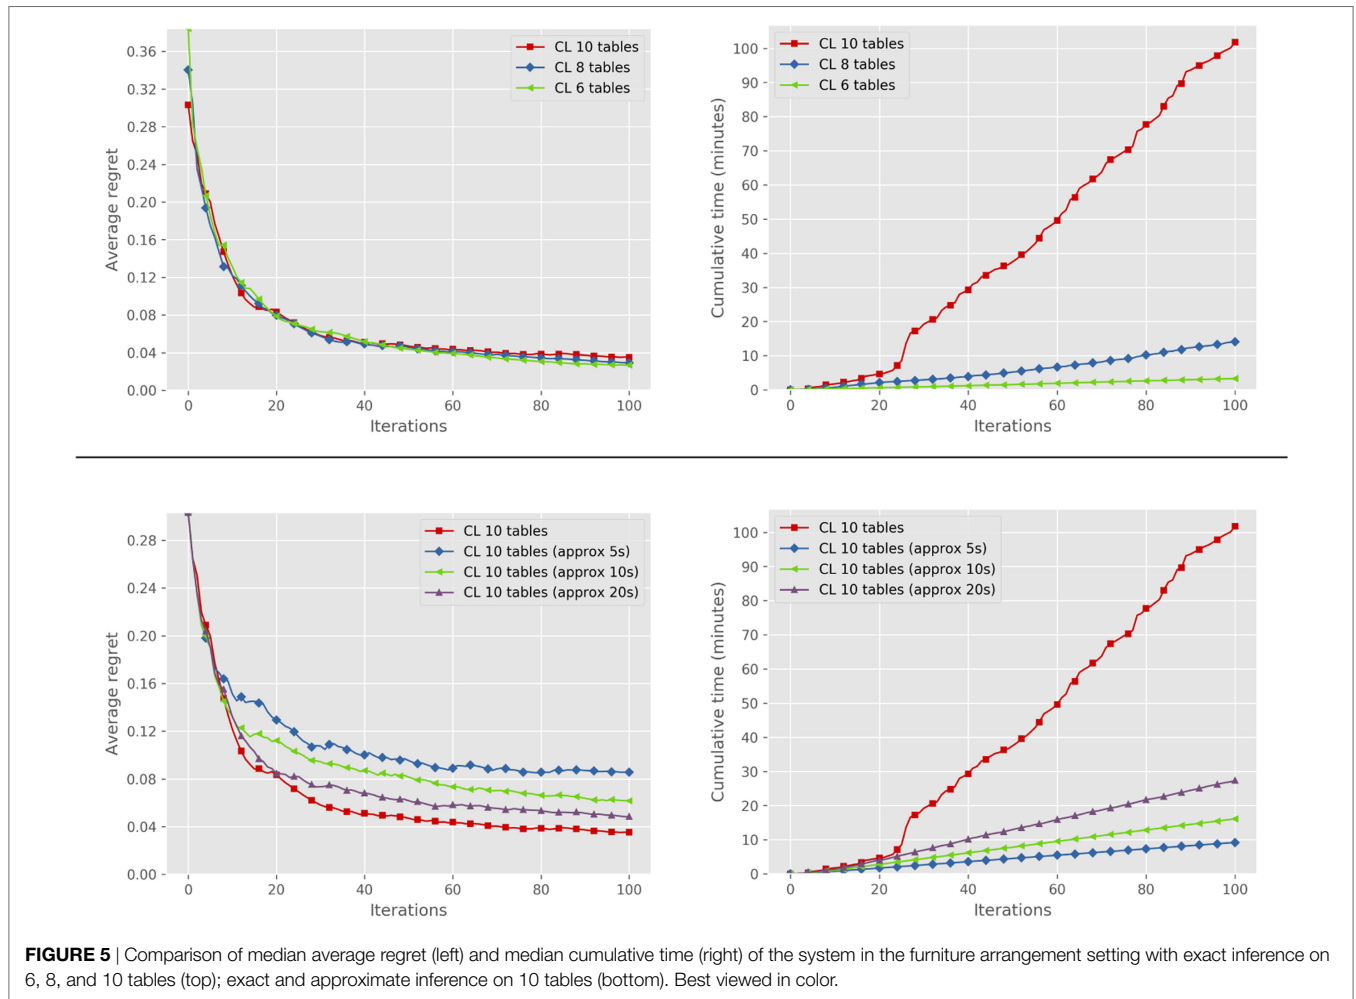 0.36
0.32
0.28
0.24
0.20
0.16
0.12
0.08
0.04
0.00
Average regret
0 20 40 60 80 100
Iterations
CL 10 tables
CL 8 tables
CL 6 tables
100
90
80
70
60
50
40
30
20
10
0
Cumulative time (minutes)
0 20 40 60 80 100
Iterations
CL 10 tables
CL 8 tables
CL 6 tables
0.28
0.24
0.20
0.16
0.12
0.08
0.04
0.00
Average regret
0 20 40 60 80 100
Iterations
CL 10 tables
CL 10 tables (approx 5s)
CL 10 tables (approx 10s)
CL 10 tables (approx 20s)
100
90
80
70
60
50
40
30
20
10
0
Cumulative time (minutes)
0 20 40 60 80 100
Iterations
CL 10 tables
CL 10 tables (approx 5s)
CL 10 tables (approx 10s)
CL 10 tables (approx 20s)
FIGURE 5 | Comparison of median average regret (left) and median cumulative time (right) of the system in the furniture arrangement setting with exact inference on
6, 8, and 10 tables (top); exact and approximate inference on 10 tables (bottom). Best viewed in color.